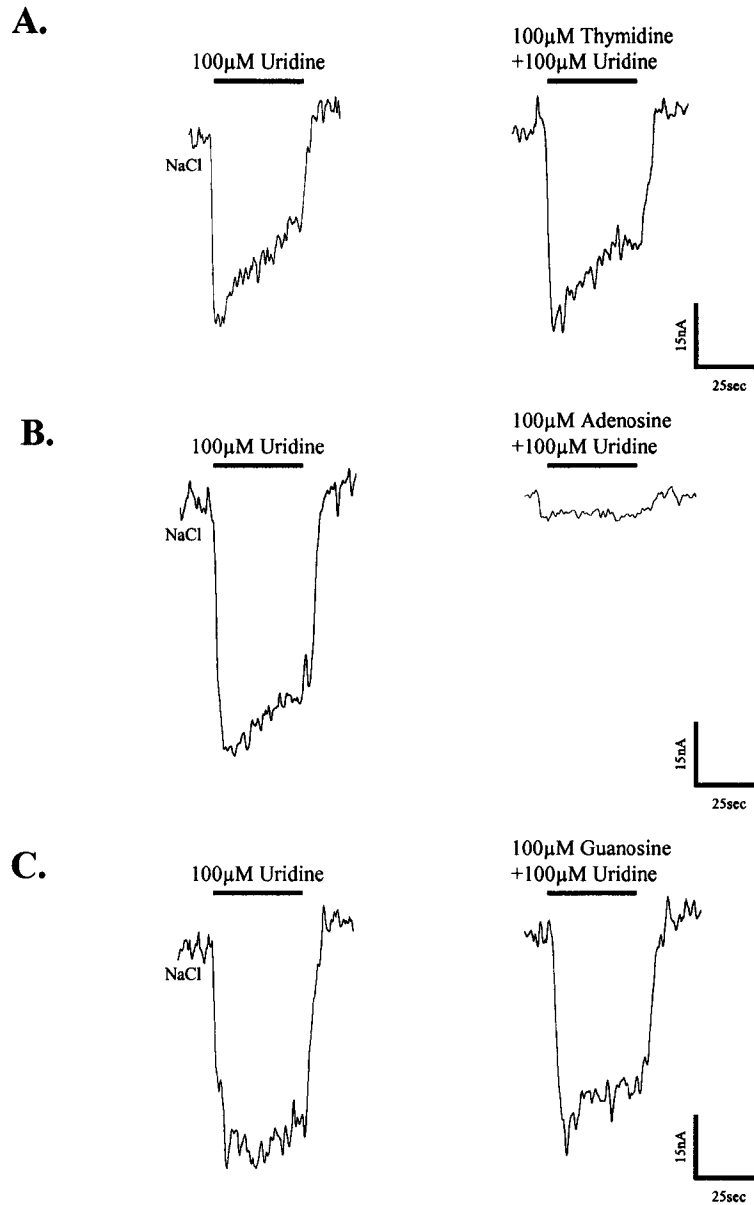 A.
100µM Uridine
100µM Thymidine
+100µM Uridine
NaCl
15nA
25sec
B.
100µM Uridine
100µM Adenosine
+100µM Uridine
NaCl
15nA
25sec
C.
100µM Uridine
100µM Guanosine
+100µM Uridine
NaCl
15nA
25sec